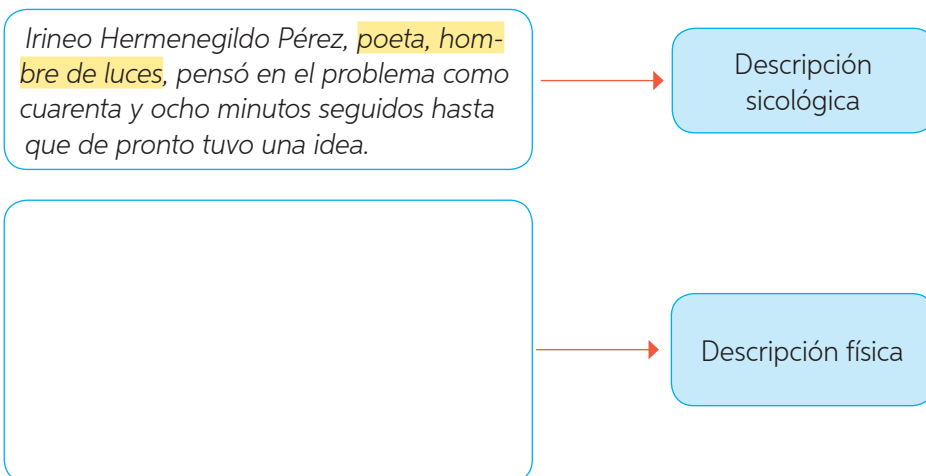 Irineo Hermenegildo Pérez, poeta, hom-
bre de luces, pensó en el problema como
cuarenta y ocho minutos seguidos hasta
que de pronto tuvo una idea.
Descripción
sicológica
Descripción física